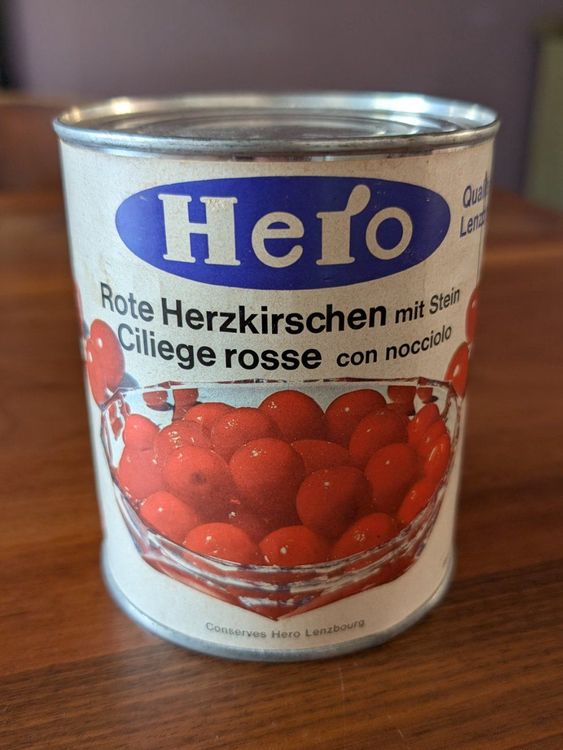 Hero
Rote Herzkirschen mit Stein
Ciliege rosse con nocciolo
Conserves Hero Lenzbourg